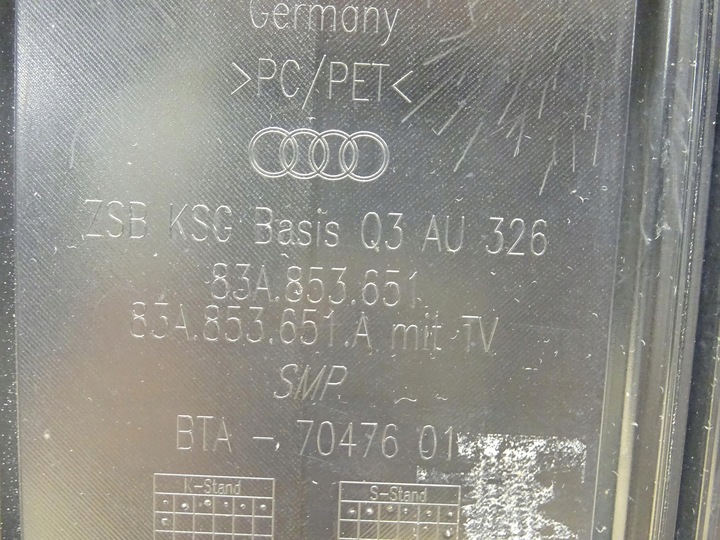 Germany
>PC/PET<
ZSB KSG Basis Q3 AU 326
83A.853.651
83A.853.651.A mit TV
SMP
BTA - 70476 01
K-Stand S-Stand